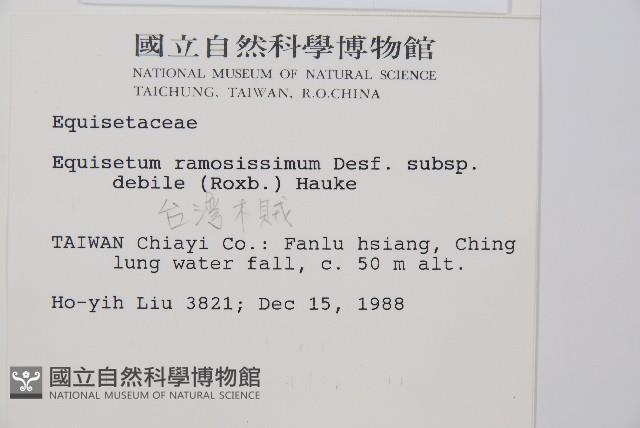 國立自然科學博物館
NATIONAL MUSEUM OF NATURAL SCIENCE
TAICHUNG, TAIWAN, R.O.CHINA
Equisetaceae
Equisetum ramosissimum Desf. subsp.
debile (Roxb.) Hauke
台灣木賊
TAIWAN Chiayi Co.: Fanlu hsiang, Ching
lung water fall, c. 50 m alt.
Ho-yih Liu 3821; Dec 15, 1988
國立自然科學博物館
NATIONAL MUSEUM OF NATURAL SCIENCE